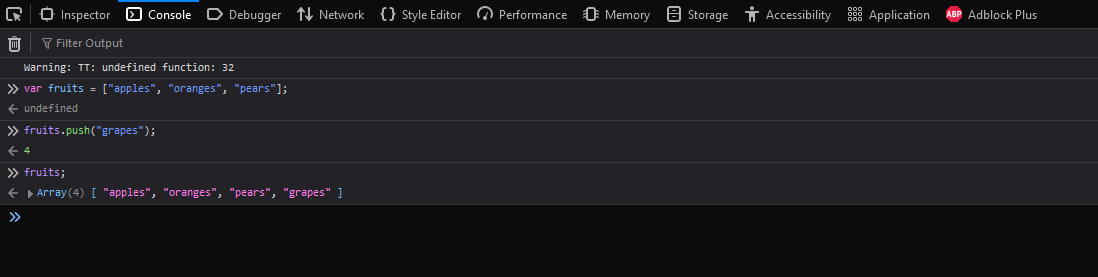 Inspector Console Debugger Network Style Editor Performance Memory Storage Accessibility Application ABP Adblock Plus
Filter Output
Warning: TT: undefined function: 32
var fruits = ["apples", "oranges", "pears"];
undefined
fruits.push("grapes");
4
fruits;
Array(4) [ "apples", "oranges", "pears", "grapes" ]